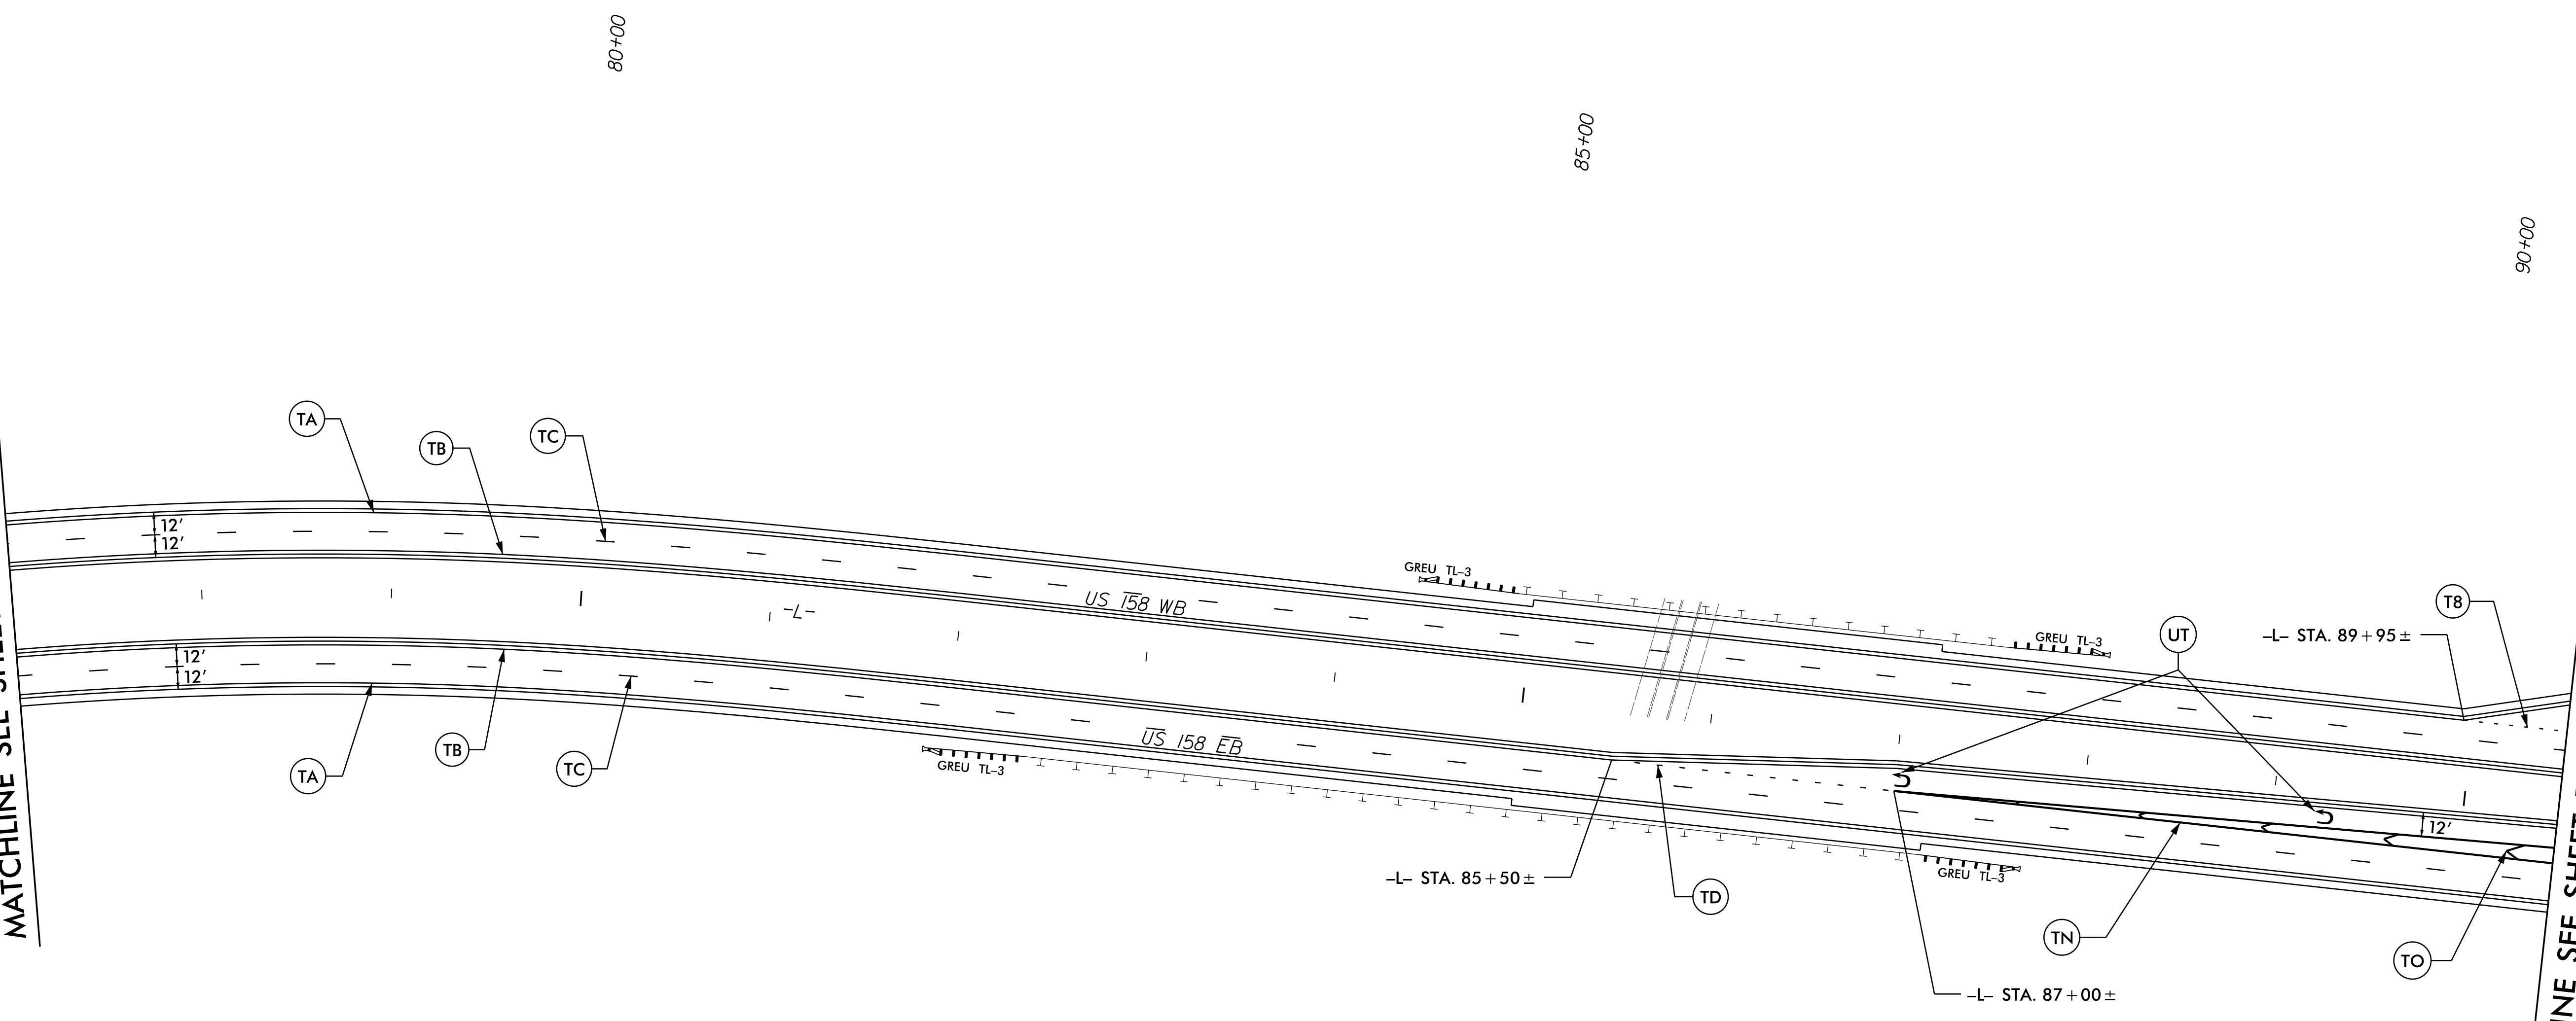 80+00
85+00
90+00
TA
TB
TC
12'
12'
12'
12'
-L-
US 158 WB
US 158 EB
TA
TB
TC
GREU TL-3
GREU TL-3
GREU TL-3
GREU TL-3
UT
T8
-L- STA. 89+95±
-L- STA. 85+50±
TD
12'
TN
TO
-L- STA. 87+00±
MATCHLINE SEE
SEE